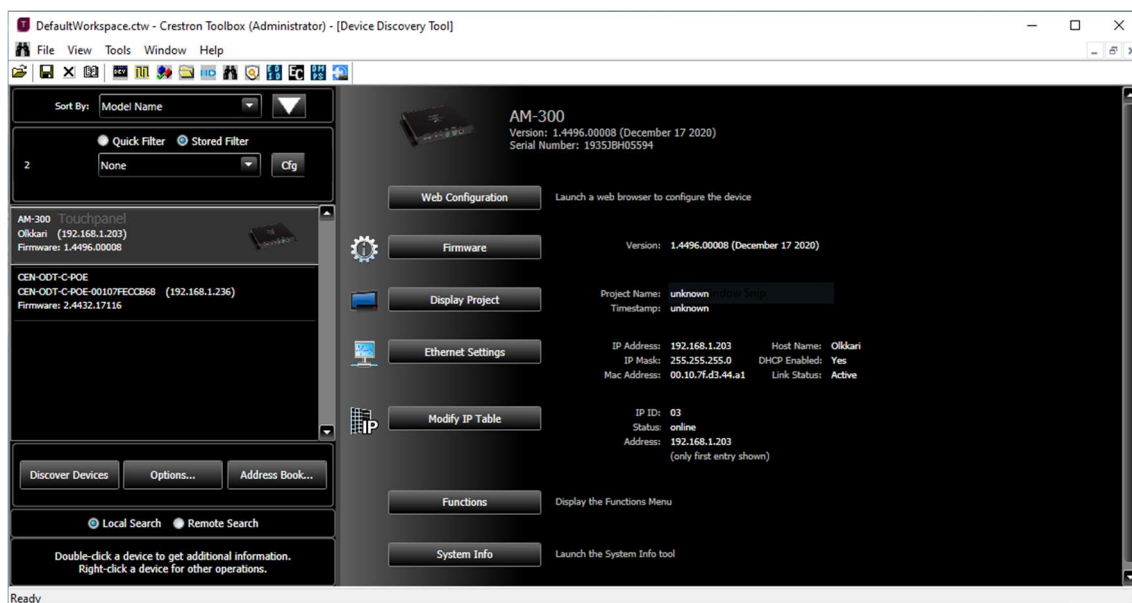 DefaultWorkspace.ctw - Crestron Toolbox (Administrator) - [Device Discovery Tool]
File View Tools Window Help
Sort By: Model Name
Quick Filter Stored Filter
2 None Cfg
AM-300 Touchpanel
Olkkari (192.168.1.203)
Firmware: 1.4496.00008
CEN-ODT-C-POE
CEN-ODT-C-POE-00107FECCB68 (192.168.1.236)
Firmware: 2.4432.17116
Discover Devices Options... Address Book...
Local Search Remote Search
Double-click a device to get additional information.
Right-click a device for other operations.
AM-300
Version: 1.4496.00008 (December 17 2020)
Serial Number: 1935JBH05594
Web Configuration Launch a web browser to configure the device
Firmware Version: 1.4496.00008 (December 17 2020)
Display Project Project Name: unknown
Timestamp: unknown
Ethernet Settings IP Address: 192.168.1.203 Host Name: Olkkari
IP Mask: 255.255.255.0 DHCP Enabled: Yes
Mac Address: 00.10.7f.d3.44.a1 Link Status: Active
IP
Modify IP Table IP ID: 03
Status: online
Address: 192.168.1.203
(only first entry shown)
Functions Display the Functions Menu
System Info Launch the System Info tool
Ready